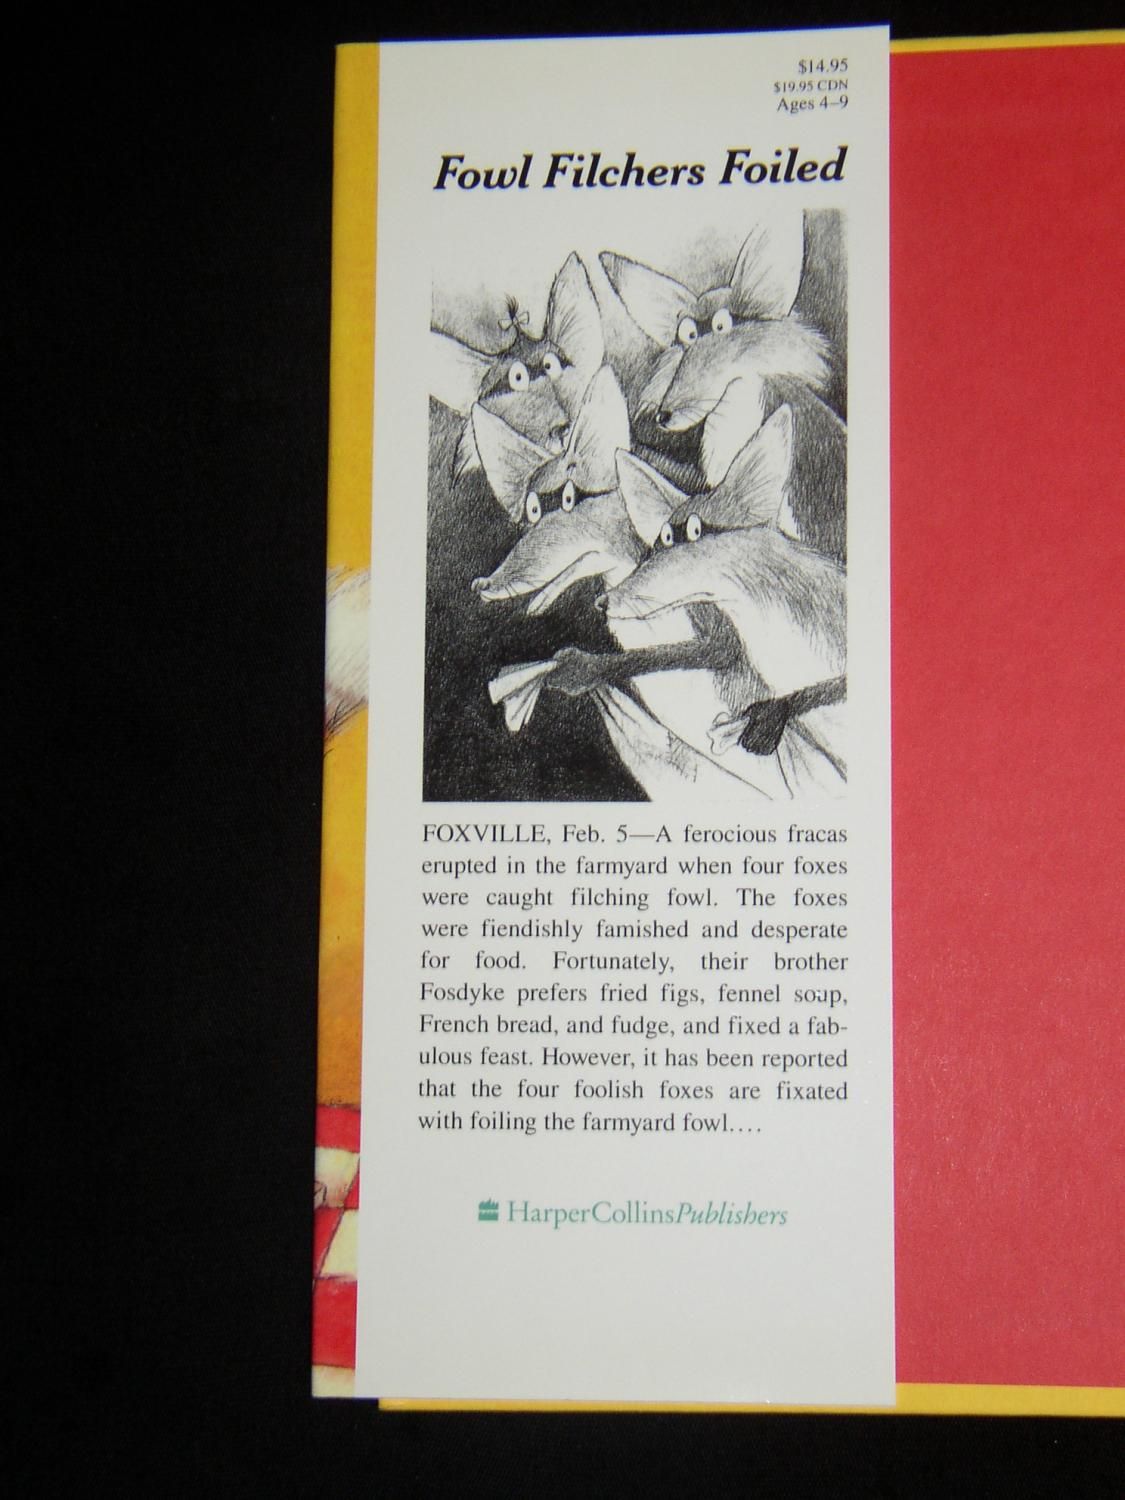 $14.95
$19.95 CDN
Ages 4–9
Fowl Filchers Foiled
FOXVILLE, Feb. 5—A ferocious fracas
erupted in the farmyard when four foxes
were caught filching fowl. The foxes
were fiendishly famished and desperate
for food. Fortunately, their brother
Fosdyke prefers fried figs, fennel soup,
French bread, and fudge, and fixed a fab-
ulous feast. However, it has been reported
that the four foolish foxes are fixated
with foiling the farmyard fowl....
HarperCollinsPublishers